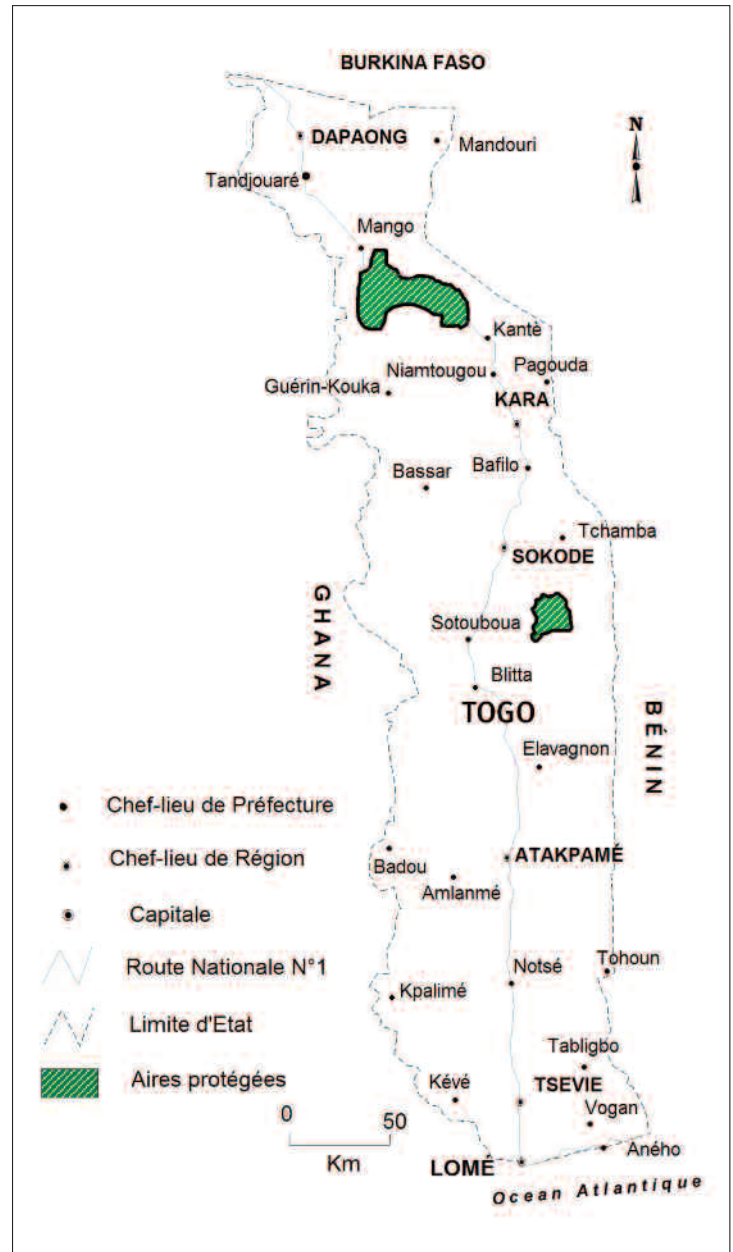 BURKINA FASO
N
DAPAONG
Mandouri
Tandjouaré
Mango
Kantè
Niamtougou
Pagouda
Guérin-Kouka
KARA
Bassar
Bafilo
Tchamba
SOKODE
GHANA
Sotouboua
Blitta
TOGO
BÉNIN
Elavagnon
Chef-lieu de Préfecture
Chef-lieu de Région
ATAKPAMÉ
Badou
Amlanmé
Capitale
Route Nationale N°1
Notsé
Tohoun
Kpalimé
Limite d'Etat
Tabligbo
Aires protégées
Kévé
TSEVIE
0 50
Vogan
Km
LOMÉ
Aného
Ocean Atlantique